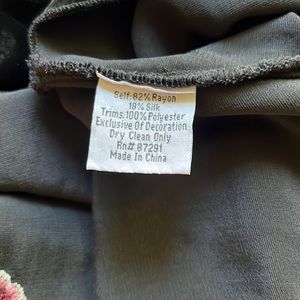 Self:82% Rayon
18% Silk
Trims:100% Polyester
Exclusive Of Decoration
Dry Clean Only
Rn# 87291
Made In China